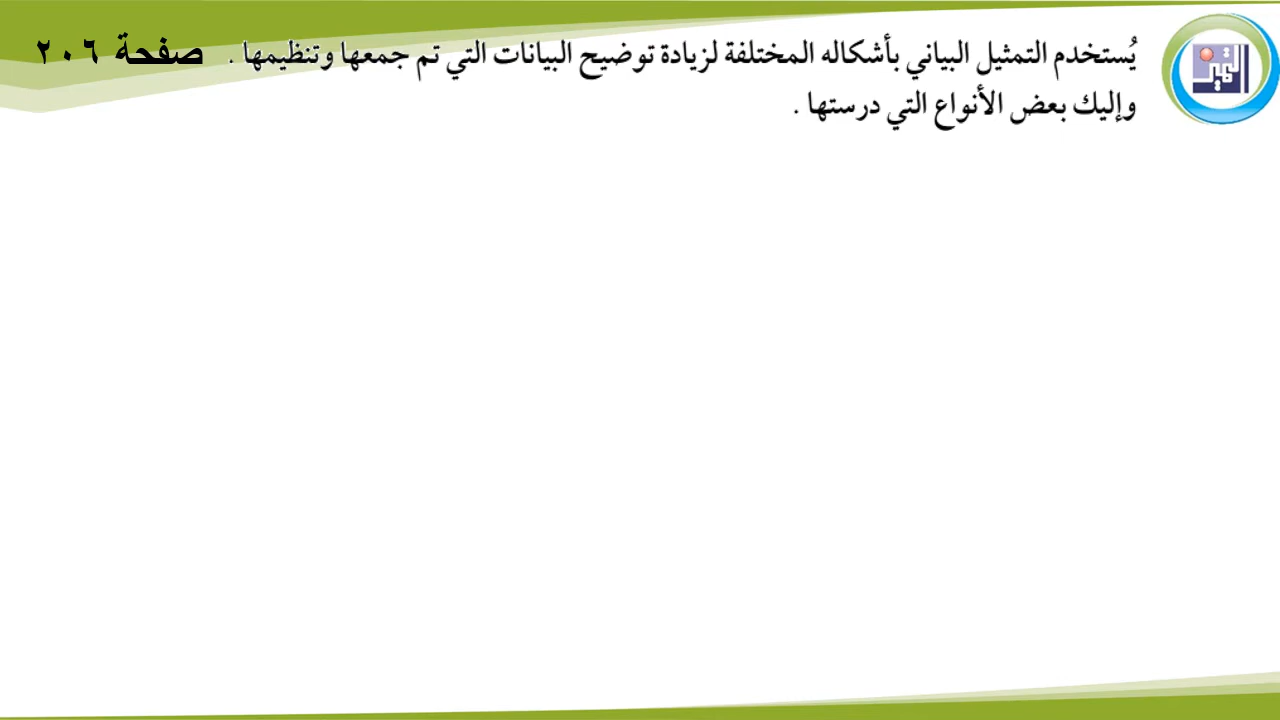 يُستخدم التمثيل البياني بأشكاله المختلفة لزيادة توضيح البيانات التي تم جمعها وتنظيمها . صفحة ٢٠٦
وإليك بعض الأنواع التي درستها .
التميز